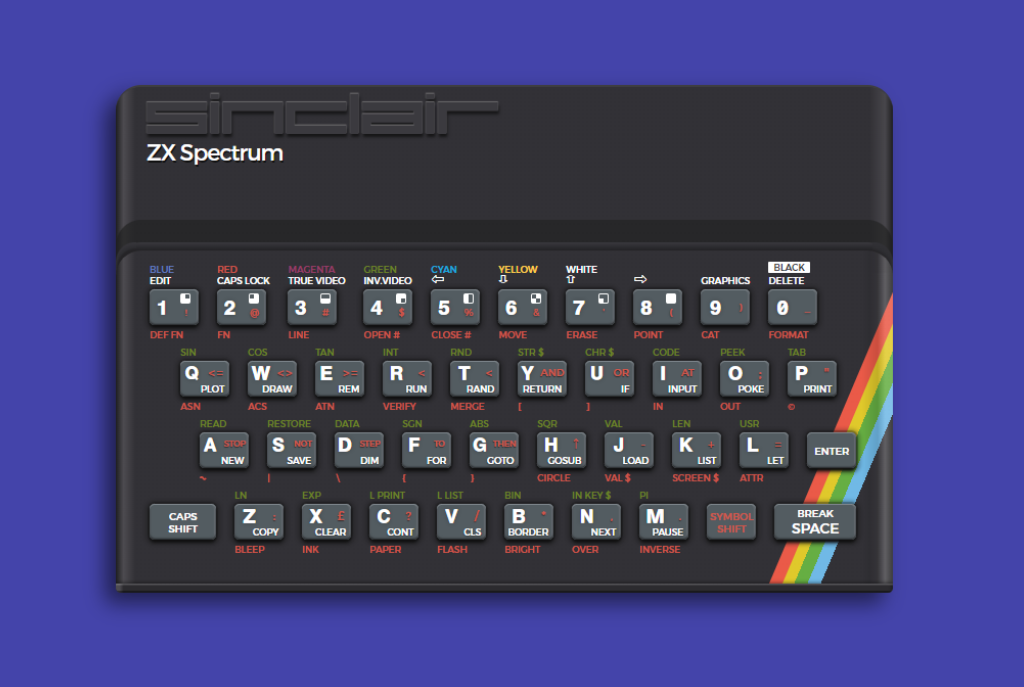 sinclair
ZX Spectrum
BLUE RED MAGENTA GREEN CYAN YELLOW WHITE BLACK
EDIT CAPS LOCK TRUE VIDEO INV.VIDEO ⇦ ⇩ ⇧ ⇨ GRAPHICS DELETE
1 ! 2 @ 3 # 4 $ 5 % 6 & 7 ' 8 ( 9 ) 0 _
DEF FN FN LINE OPEN # CLOSE # MOVE ERASE POINT CAT FORMAT
SIN COS TAN INT RND STR $ CHR $ CODE PEEK TAB
Q <= W <> E >= R < T < Y AND U OR I AT O ; P "
PLOT DRAW REM RUN RAND RETURN IF INPUT POKE PRINT
ASN ACS ATN VERIFY MERGE [ ] IN OUT ©
READ RESTORE DATA SGN ABS SQR VAL LEN USR
A STOP S NOT D STEP F TO G THEN H ↑ J - K + L = ENTER
NEW SAVE DIM FOR GOTO GOSUB LOAD LIST LET
~ | \ { } CIRCLE VAL $ SCREEN $ ATTR
LN EXP L PRINT L LIST BIN IN KEY $ PI
CAPS Z : X £ C ? V / B * N , M . SYMBOL BREAK
SHIFT COPY CLEAR CONT CLS BORDER NEXT PAUSE SHIFT SPACE
BLEEP INK PAPER FLASH BRIGHT OVER INVERSE